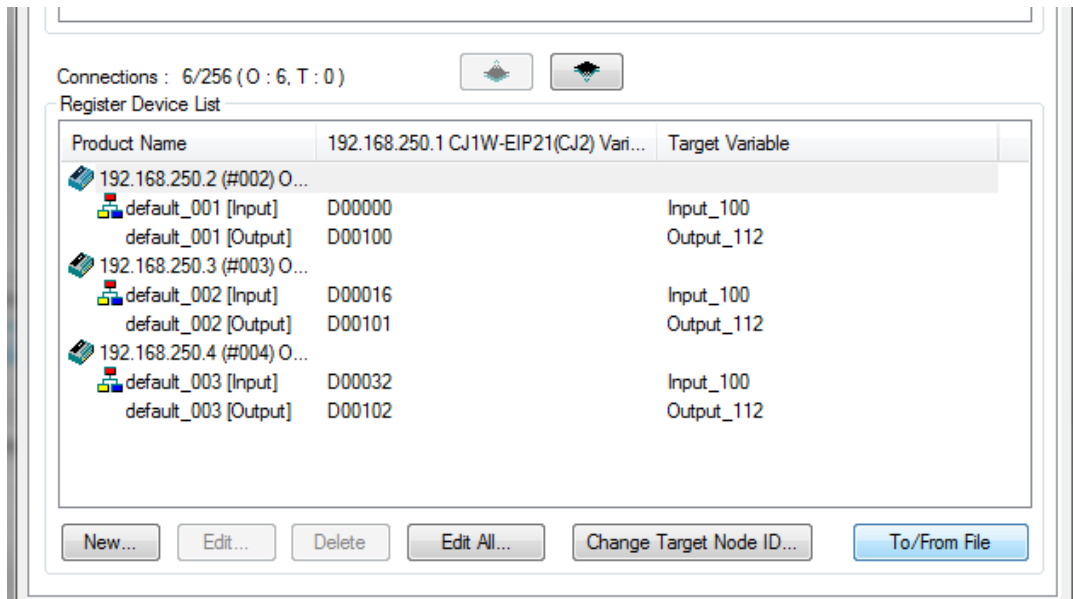 Connections : 6/256 ( O : 6, T : 0 )
Register Device List
Product Name 192.168.250.1 CJ1W-EIP21(CJ2) Vari... Target Variable
192.168.250.2 (#002) O...
default_001 [Input] D00000 Input_100
default_001 [Output] D00100 Output_112
192.168.250.3 (#003) O...
default_002 [Input] D00016 Input_100
default_002 [Output] D00101 Output_112
192.168.250.4 (#004) O...
default_003 [Input] D00032 Input_100
default_003 [Output] D00102 Output_112
New... Edit... Delete Edit All... Change Target Node ID... To/From File